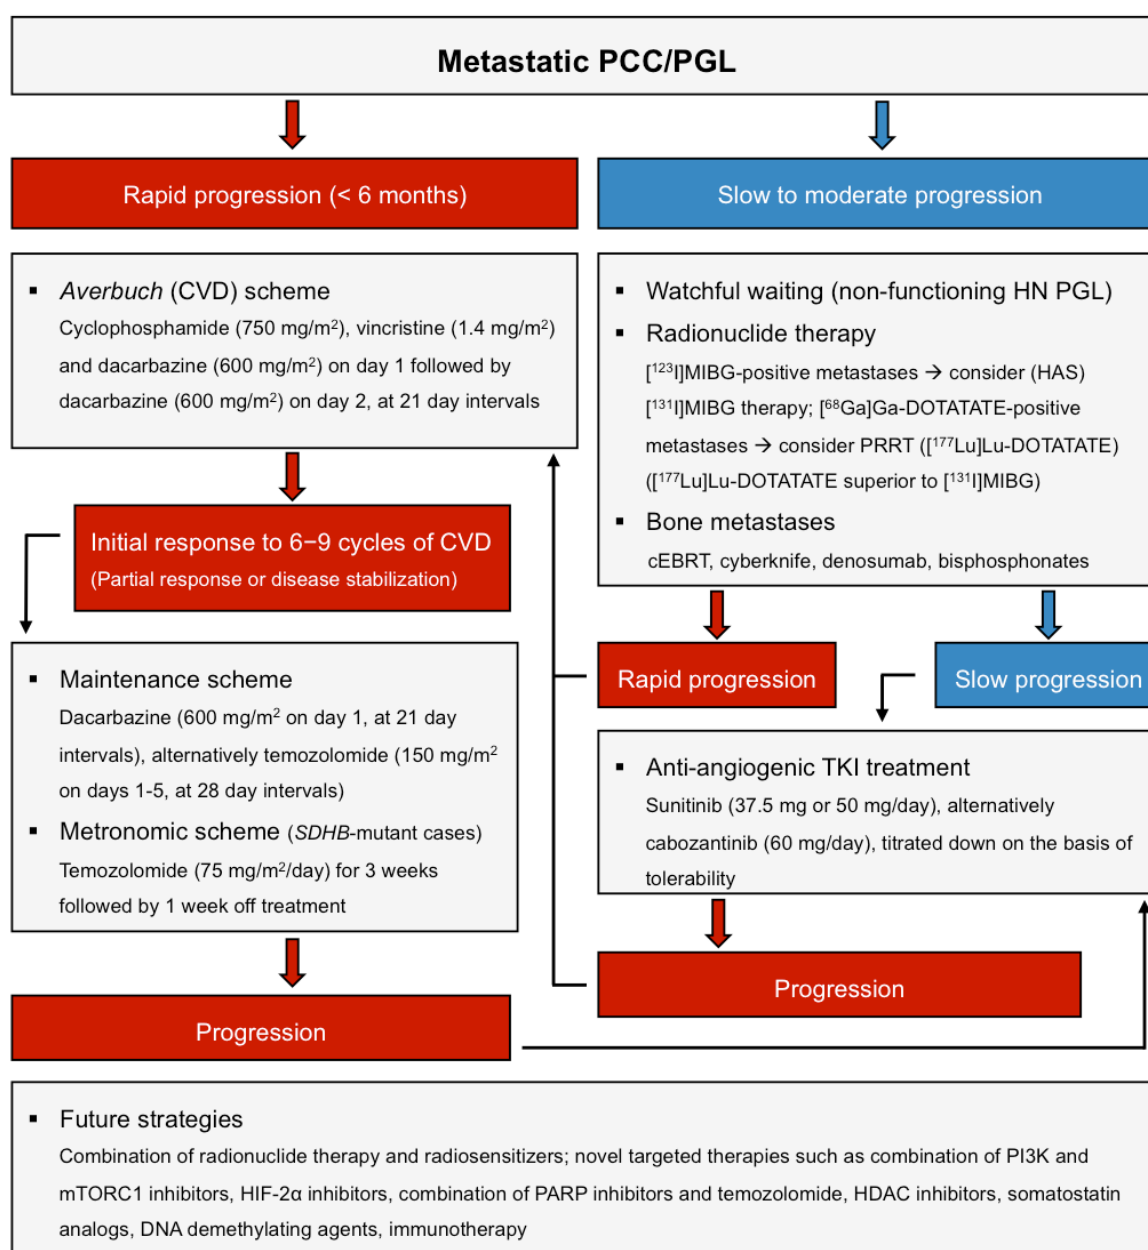 Metastatic PCC/PGL
Rapid progression (< 6 months)
Slow to moderate progression
▪ Averbuch (CVD) scheme
Cyclophosphamide (750 mg/m²), vincristine (1.4 mg/m²)
and dacarbazine (600 mg/m²) on day 1 followed by
dacarbazine (600 mg/m²) on day 2, at 21 day intervals
▪ Watchful waiting (non-functioning HN PGL)
▪ Radionuclide therapy
[¹²³I]MIBG-positive metastases → consider (HAS)
[¹³¹I]MIBG therapy; [⁶⁸Ga]Ga-DOTATATE-positive
metastases → consider PRRT ([¹⁷⁷Lu]Lu-DOTATATE)
([¹⁷⁷Lu]Lu-DOTATATE superior to [¹³¹I]MIBG)
▪ Bone metastases
cEBRT, cyberknife, denosumab, bisphosphonates
Initial response to 6−9 cycles of CVD
(Partial response or disease stabilization)
Rapid progression
Slow progression
▪ Maintenance scheme
Dacarbazine (600 mg/m² on day 1, at 21 day
intervals), alternatively temozolomide (150 mg/m²
on days 1-5, at 28 day intervals)
▪ Metronomic scheme (SDHB-mutant cases)
Temozolomide (75 mg/m²/day) for 3 weeks
followed by 1 week off treatment
▪ Anti-angiogenic TKI treatment
Sunitinib (37.5 mg or 50 mg/day), alternatively
cabozantinib (60 mg/day), titrated down on the basis of
tolerability
Progression
Progression
▪ Future strategies
Combination of radionuclide therapy and radiosensitizers; novel targeted therapies such as combination of PI3K and
mTORC1 inhibitors, HIF-2α inhibitors, combination of PARP inhibitors and temozolomide, HDAC inhibitors, somatostatin
analogs, DNA demethylating agents, immunotherapy